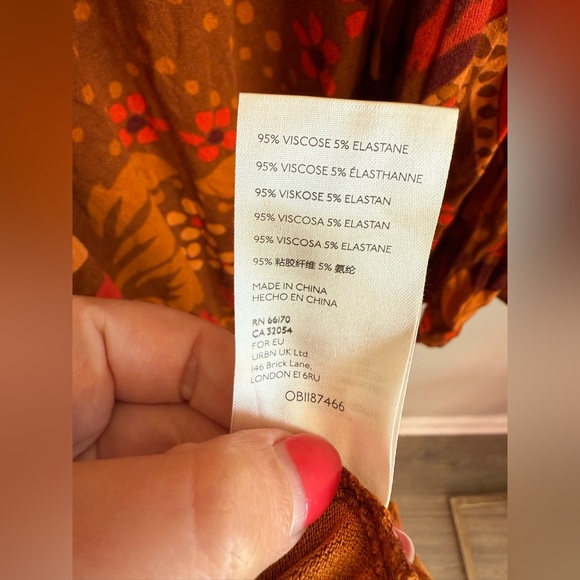 95% VISCOSE 5% ELASTANE
95% VISCOSE 5% ÉLASTHANNE
95% VISKOSE 5% ELASTAN
95% VISCOSA 5% ELASTAN
95% VISCOSA 5% ELASTANE
95% 粘胶纤维 5% 氨纶
MADE IN CHINA
HECHO EN CHINA
RN 66170
CA 32054
FOR EU
URBN UK Ltd
146 Brick Lane,
LONDON E1 6RU
OB1187466